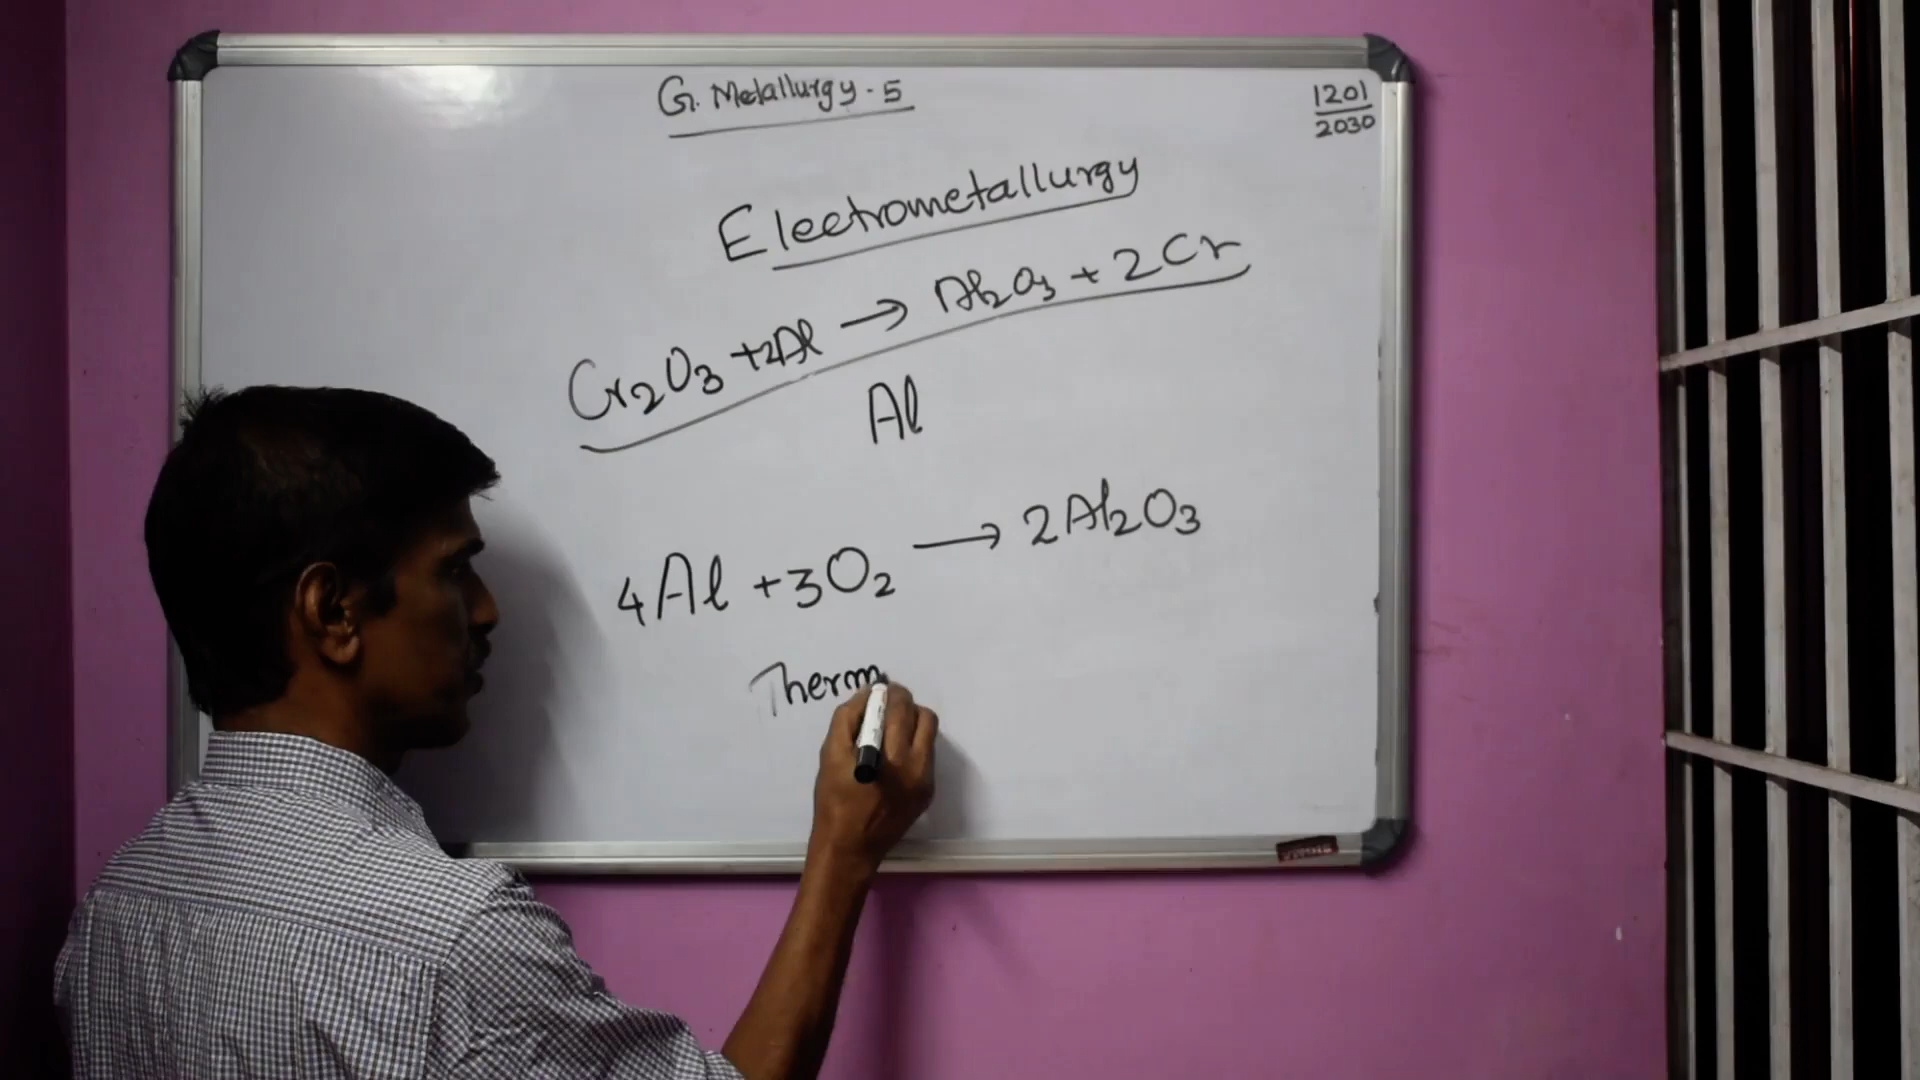 G. Metallurgy - 5
1201
2030
Electrometallurgy
Cr2O3 + 2Al → Al2O3 + 2Cr
Al
4Al + 3O2 → 2Al2O3
Therm